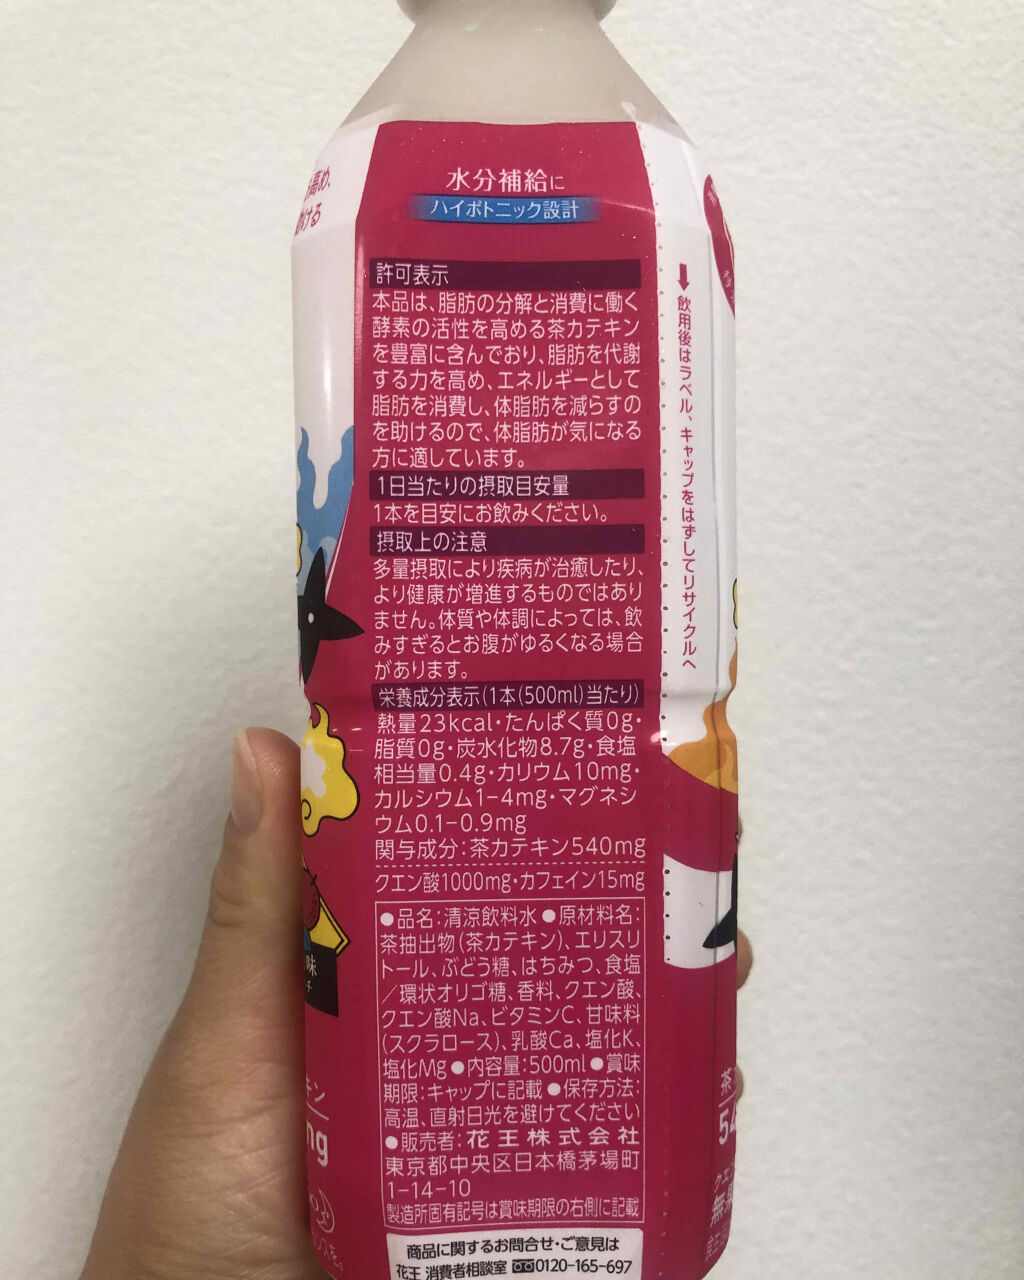 水分補給に
ハイポトニック設計
許可表示
本品は、脂肪の分解と消費に働く
酵素の活性を高める茶カテキン
を豊富に含んでおり、脂肪を代謝
する力を高め、エネルギーとして
脂肪を消費し、体脂肪を減らすの
を助けるので、体脂肪が気になる
方に適しています。
1日当たりの摂取目安量
1本を目安にお飲みください。
摂取上の注意
多量摂取により疾病が治癒したり、
より健康が増進するものではあり
ません。体質や体調によっては、飲
みすぎるとお腹がゆるくなる場合
があります。
栄養成分表示(1本(500ml)当たり)
熱量23kcal・たんぱく質0g・
脂質0g・炭水化物8.7g・食塩
相当量0.4g・カリウム10mg・
カルシウム1−4mg・マグネシ
ウム0.1−0.9mg
関与成分：茶カテキン540mg
クエン酸1000mg・カフェイン15mg
●品名：清涼飲料水●原材料名：
茶抽出物(茶カテキン)、エリスリ
トール、ぶどう糖、はちみつ、食塩
／環状オリゴ糖、香料、クエン酸、
クエン酸Na、ビタミンC、甘味料
(スクラロース)、乳酸Ca、塩化K、
塩化Mg●内容量：500ml●賞味
期限：キャップに記載●保存方法：
高温、直射日光を避けてください
●販売者：花王株式会社
東京都中央区日本橋茅場町
1−14−10
製造所固有記号は賞味期限の右側に記載
商品に関するお問合せ・ご意見は
花王 消費者相談室 0120−165−697
飲用後はラベル、キャップをはずしてリサイクルへ
高め、
ける
味
チ
キン
mg
茶
54
クエ
無